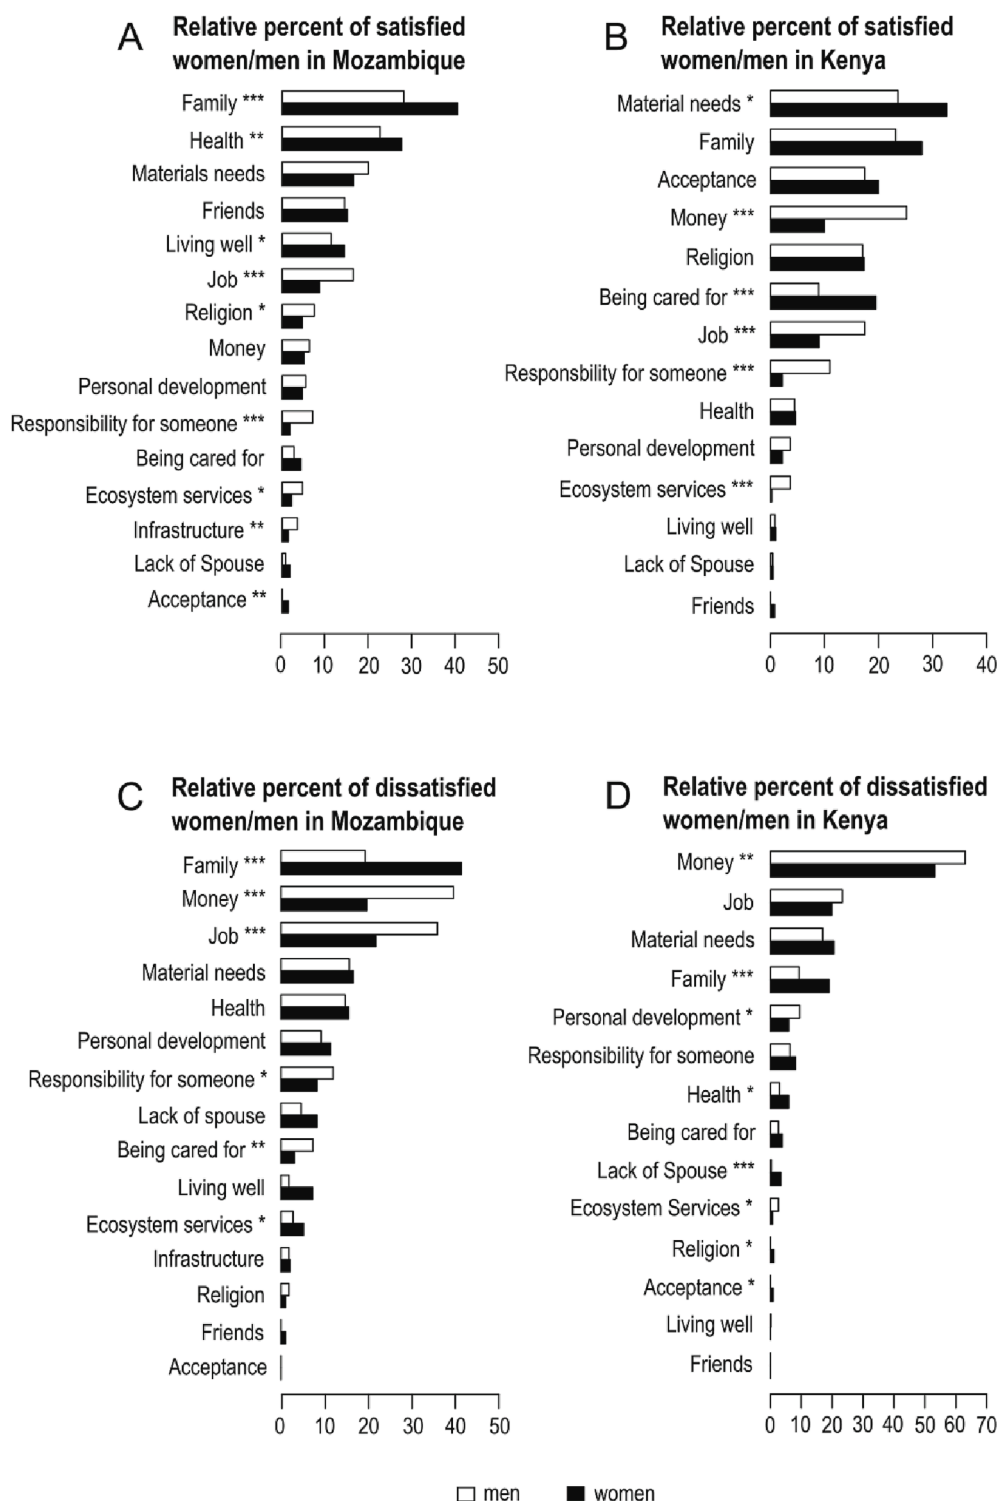 A
Relative percent of satisfied
women/men in Mozambique
Family ***
Health **
Materials needs
Friends
Living well *
Job ***
Religion *
Money
Personal development
Responsibility for someone ***
Being cared for
Ecosystem services *
Infrastructure **
Lack of Spouse
Acceptance **
0 10 20 30 40 50
B
Relative percent of satisfied
women/men in Kenya
Material needs *
Family
Acceptance
Money ***
Religion
Being cared for ***
Job ***
Responsbility for someone ***
Health
Personal development
Ecosystem services ***
Living well
Lack of Spouse
Friends
0 10 20 30 40
C
Relative percent of dissatisfied
women/men in Mozambique
Family ***
Money ***
Job ***
Material needs
Health
Personal development
Responsibility for someone *
Lack of spouse
Being cared for **
Living well
Ecosystem services *
Infrastructure
Religion
Friends
Acceptance
0 10 20 30 40 50
D
Relative percent of dissatisfied
women/men in Kenya
Money **
Job
Material needs
Family ***
Personal development *
Responsibility for someone
Health *
Being cared for
Lack of Spouse ***
Ecosystem Services *
Religion *
Acceptance *
Living well
Friends
0 10 20 30 40 50 60 70
men women